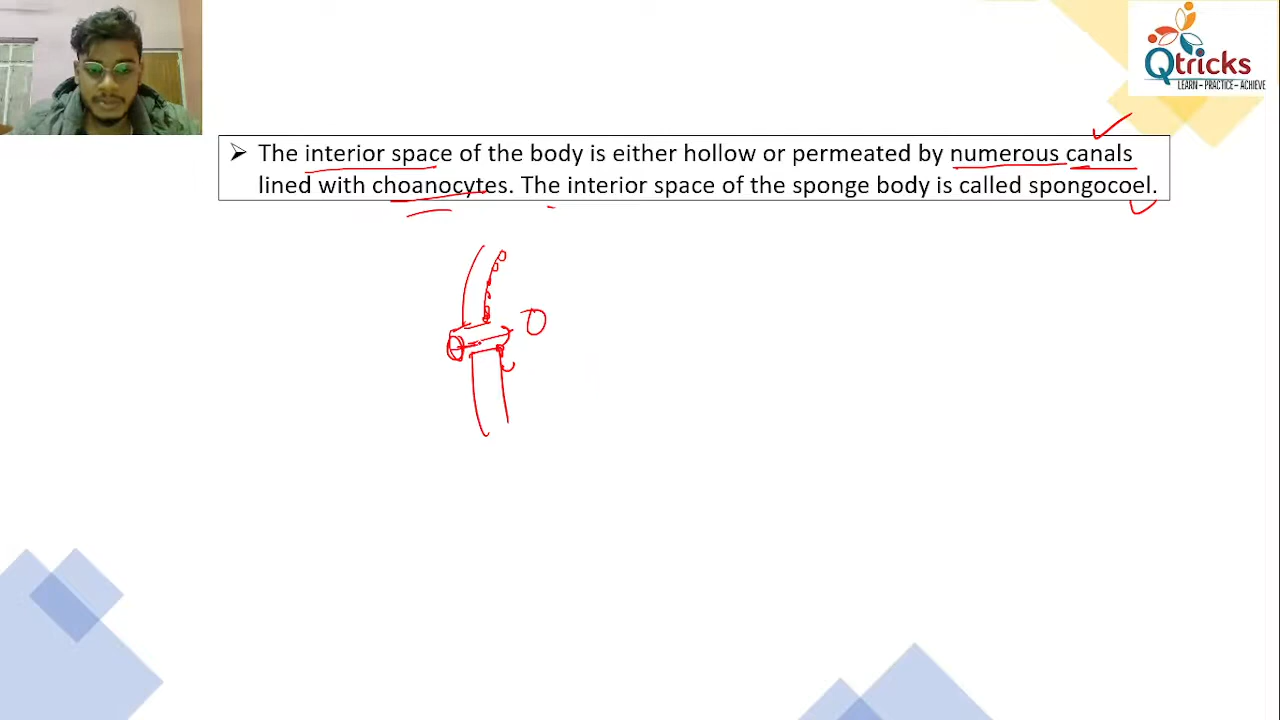 Qtricks
LEARN – PRACTICE – ACHIEVE
➢ The interior space of the body is either hollow or permeated by numerous canals
lined with choanocytes. The interior space of the sponge body is called spongocoel.